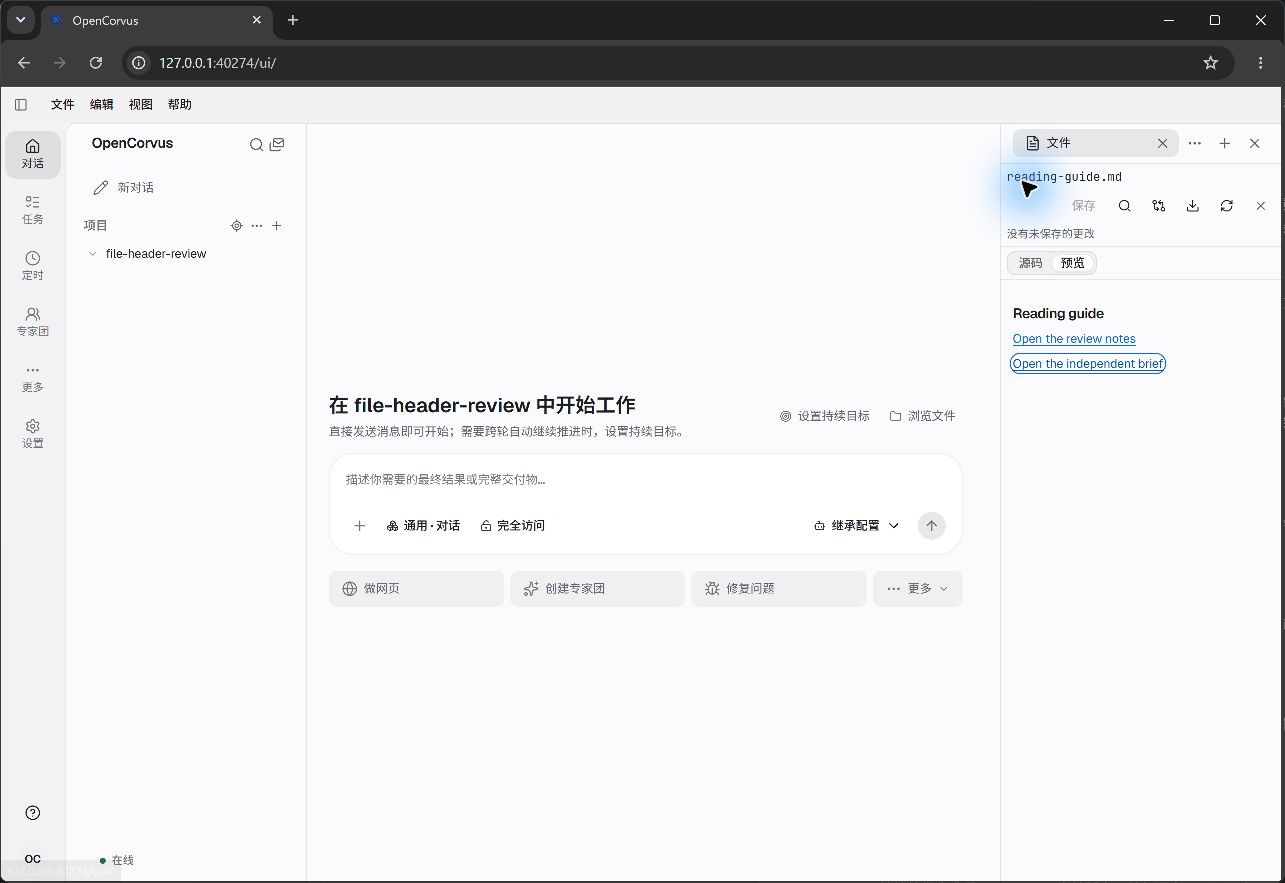 OpenCorvus
127.0.0.1:40274/ui/
文件 编辑 视图 帮助
对话
任务
定时
专家团
更多
设置
OC
OpenCorvus
新对话
项目
file-header-review
在线
127.0.0.1:40274/ui/#
在 file-header-review 中开始工作
直接发送消息即可开始；需要跨轮自动继续推进时，设置持续目标。
设置持续目标 浏览文件
描述你需要的最终结果或完整交付物...
通用 · 对话 完全访问 继承配置
做网页 创建专家团 修复问题 更多
文件
reading-guide.md
保存
没有未保存的更改
源码 预览
Reading guide
Open the review notes
Open the independent brief